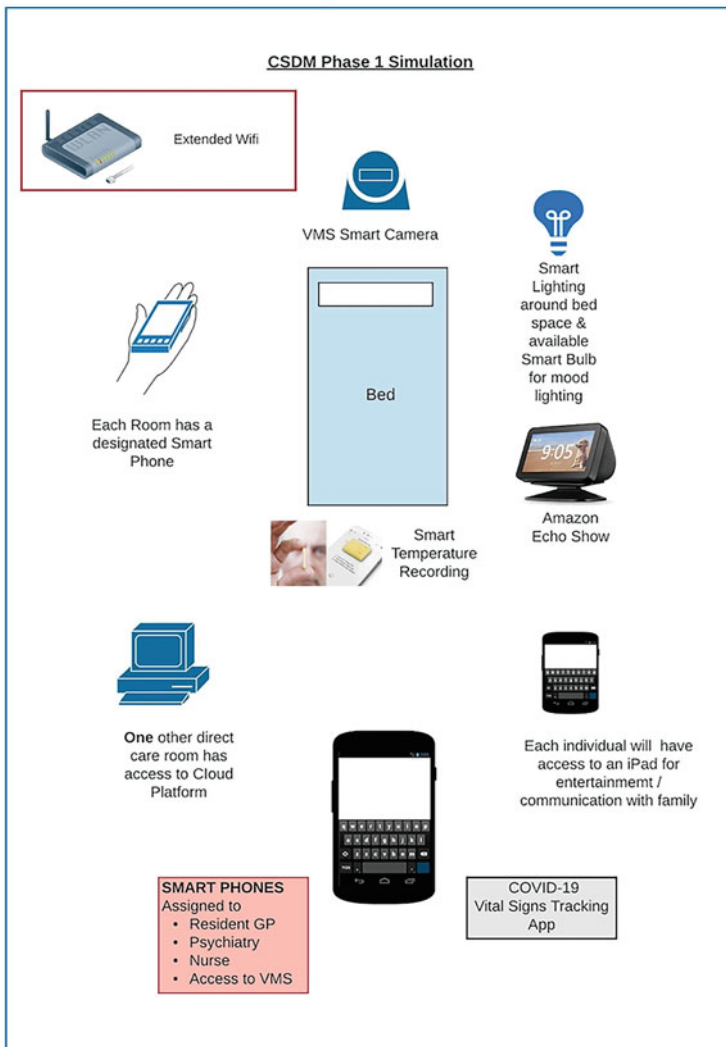 CSDM Phase 1 Simulation
WLAN
Extended Wifi
VMS Smart Camera
Smart
Lighting
around bed
space &
available
Smart Bulb
for mood
lighting
Bed
Each Room has a
designated Smart
Phone
9:05
Amazon
Echo Show
Smart
Temperature
Recording
One other direct
care room has
access to Cloud
Platform
Each individual will have
access to an iPad for
entertainmemt /
communication with family
q w e r t y u i o p
a s d f g h j k l
z x c v b n m
SMART PHONES
Assigned to
• Resident GP
• Psychiatry
• Nurse
• Access to VMS
COVID-19
Vital Signs Tracking
App